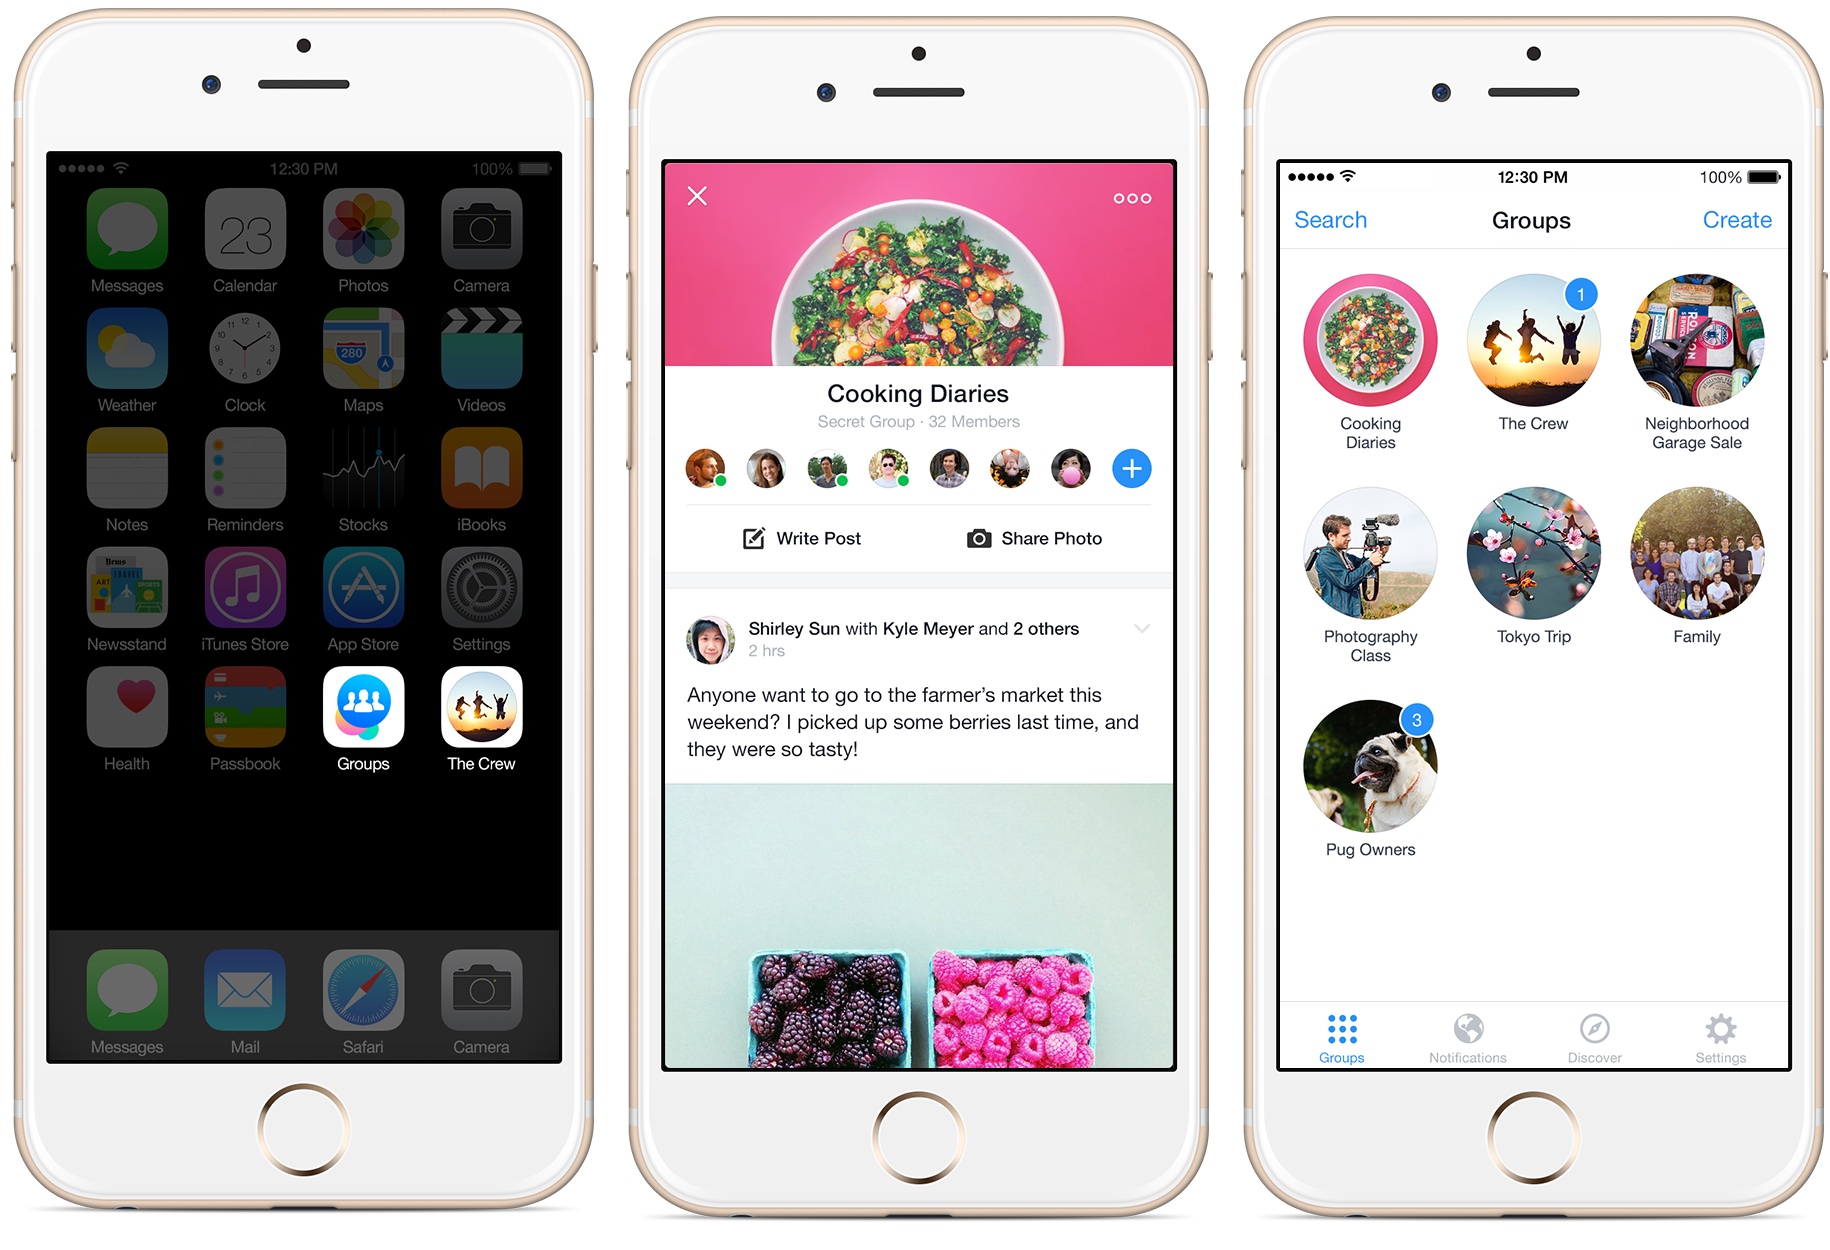 12:30 PM
100%
23
Messages
Calendar
Photos
Camera
280
Weather
Clock
Maps
Videos
Notes
Reminders
Stocks
iBooks
News
ART
TRAVEL
SPORTS
Newsstand
iTunes Store
App Store
Settings
Health
Passbook
Groups
The Crew
Messages
Mail
Safari
Camera
Cooking Diaries
Secret Group · 32 Members
Write Post
Share Photo
Shirley Sun with Kyle Meyer and 2 others
2 hrs
Anyone want to go to the farmer’s market this
weekend? I picked up some berries last time, and
they were so tasty!
12:30 PM
100%
Search
Groups
Create
1
Cooking
Diaries
The Crew
Neighborhood
Garage Sale
Photography
Class
Tokyo Trip
Family
3
Pug Owners
Groups
Notifications
Discover
Settings